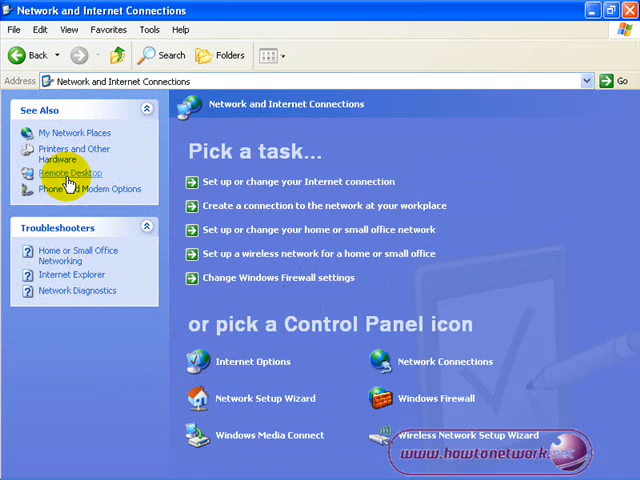 Network and Internet Connections
File Edit View Favorites Tools Help
Back Search Folders
Address Network and Internet Connections Go
See Also
My Network Places
Printers and Other
Hardware
Remote Desktop
Phone and Modem Options
Troubleshooters
Home or Small Office
Networking
Internet Explorer
Network Diagnostics
Network and Internet Connections
Pick a task...
Set up or change your Internet connection
Create a connection to the network at your workplace
Set up or change your home or small office network
Set up a wireless network for a home or small office
Change Windows Firewall settings
or pick a Control Panel icon
Internet Options Network Connections
Network Setup Wizard Windows Firewall
Windows Media Connect Wireless Network Setup Wizard
www.howtonetwork.net